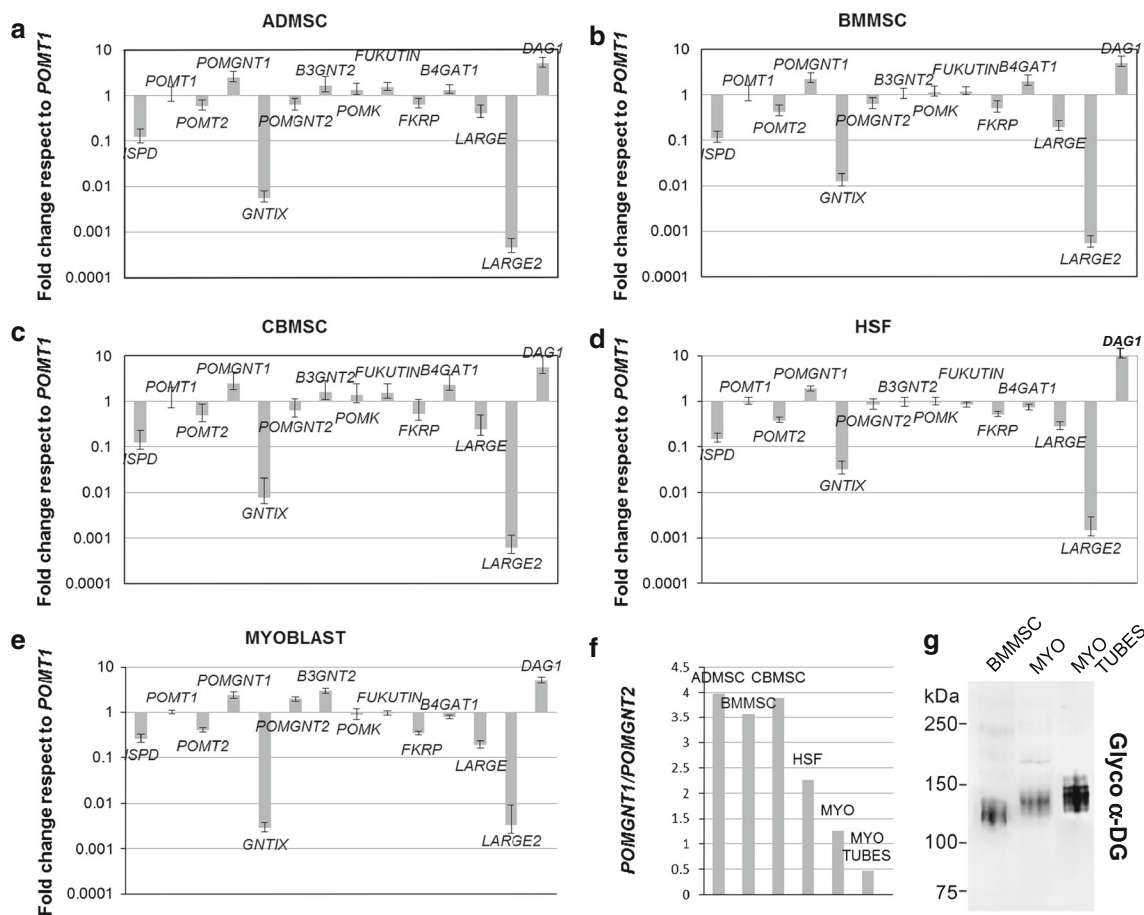 a
ADMSC
Fold change respect to POMT1
10
1
0.1
0.01
0.001
0.0001
ISPD
POMT1
POMT2
POMGNT1
GNTIX
POMGNT2
B3GNT2
POMK
FUKUTIN
FKRP
B4GAT1
LARGE
LARGE2
DAG1
b
BMMSC
Fold change respect to POMT1
10
1
0.1
0.01
0.001
0.0001
ISPD
POMT1
POMT2
POMGNT1
GNTIX
POMGNT2
B3GNT2
POMK
FUKUTIN
FKRP
B4GAT1
LARGE
LARGE2
DAG1
c
CBMSC
Fold change respect to POMT1
10
1
0.1
0.01
0.001
0.0001
ISPD
POMT1
POMT2
POMGNT1
GNTIX
POMGNT2
B3GNT2
POMK
FUKUTIN
FKRP
B4GAT1
LARGE
LARGE2
DAG1
d
HSF
Fold change respect to POMT1
10
1
0.1
0.01
0.001
0.0001
ISPD
POMT1
POMT2
POMGNT1
GNTIX
POMGNT2
B3GNT2
POMK
FUKUTIN
FKRP
B4GAT1
LARGE
LARGE2
DAG1
e
MYOBLAST
Fold change respect to POMT1
10
1
0.1
0.01
0.001
0.0001
ISPD
POMT1
POMT2
POMGNT1
GNTIX
POMGNT2
B3GNT2
POMK
FUKUTIN
FKRP
B4GAT1
LARGE
LARGE2
DAG1
f
POMGNT1/POMGNT2
4.5
4
3.5
3
2.5
2
1.5
1
0.5
0
ADMSC
BMMSC
CBMSC
HSF
MYO
MYO
TUBES
g
BMMSC
MYO
MYO
TUBES
kDa
250-
150-
100-
75-
Glyco α-DG